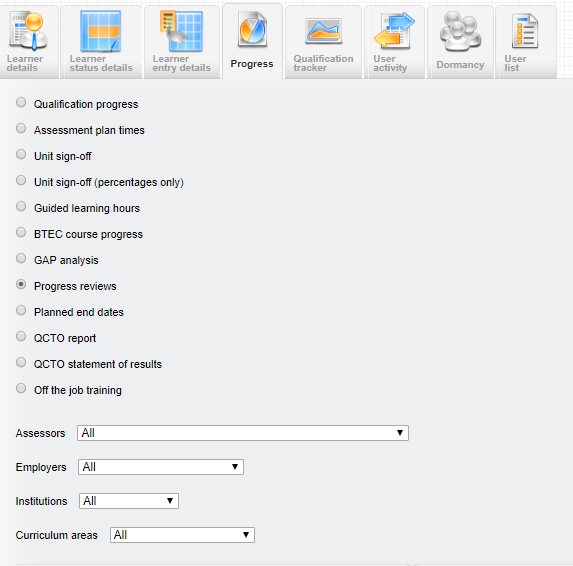 Learner
details
Learner
status details
Learner
entry details
Progress
Qualification
tracker
User
activity
Dormancy
User
list
Qualification progress
Assessment plan times
Unit sign-off
Unit sign-off (percentages only)
Guided learning hours
BTEC course progress
GAP analysis
Progress reviews
Planned end dates
QCTO report
QCTO statement of results
Off the job training
Assessors All
Employers All
Institutions All
Curriculum areas All